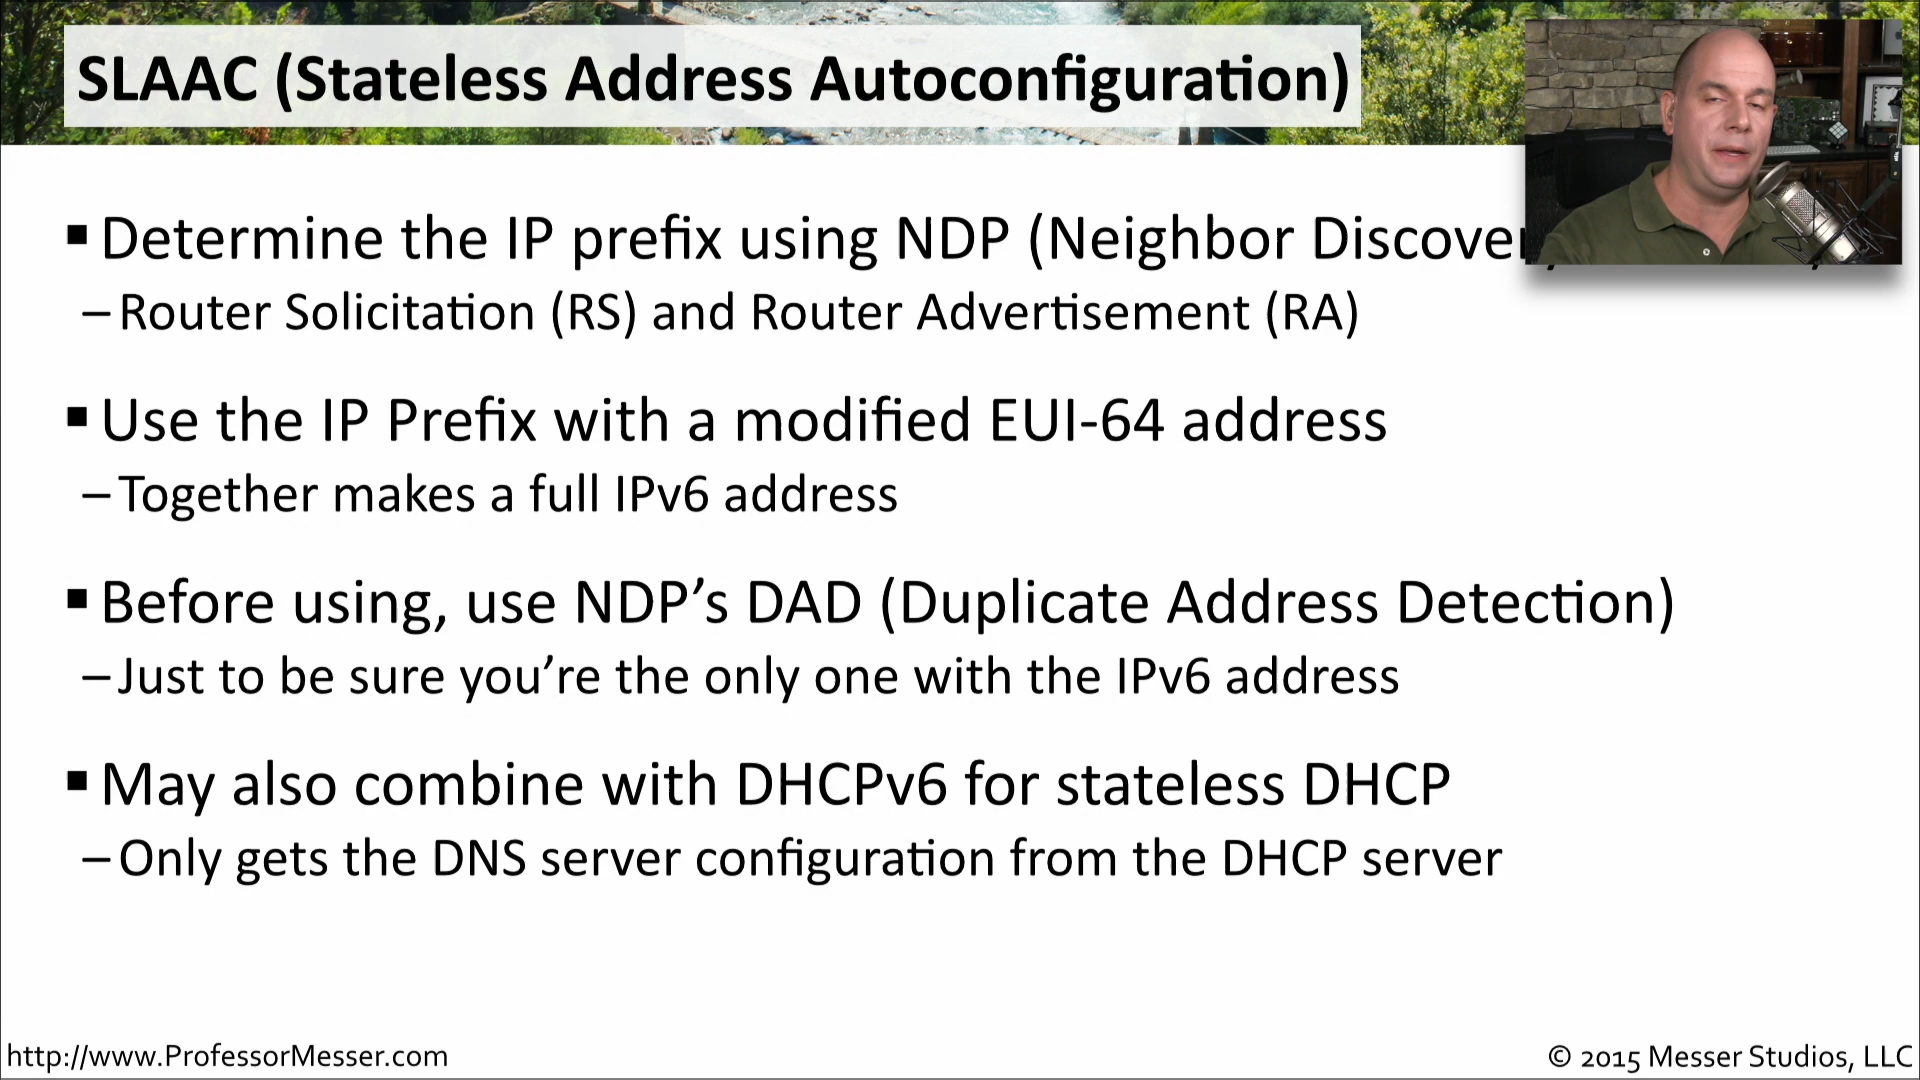 SLAAC (Stateless Address Autoconfiguration)
▪ Determine the IP prefix using NDP (Neighbor
– Router Solicitation (RS) and Router Advertisement (RA)
▪ Use the IP Prefix with a modified EUI-64 address
– Together makes a full IPv6 address
▪ Before using, use NDP’s DAD (Duplicate Address Detection)
– Just to be sure you’re the only one with the IPv6 address
▪ May also combine with DHCPv6 for stateless DHCP
– Only gets the DNS server configuration from the DHCP server
http://www.ProfessorMesser.com
© 2015 Messer Studios, LLC